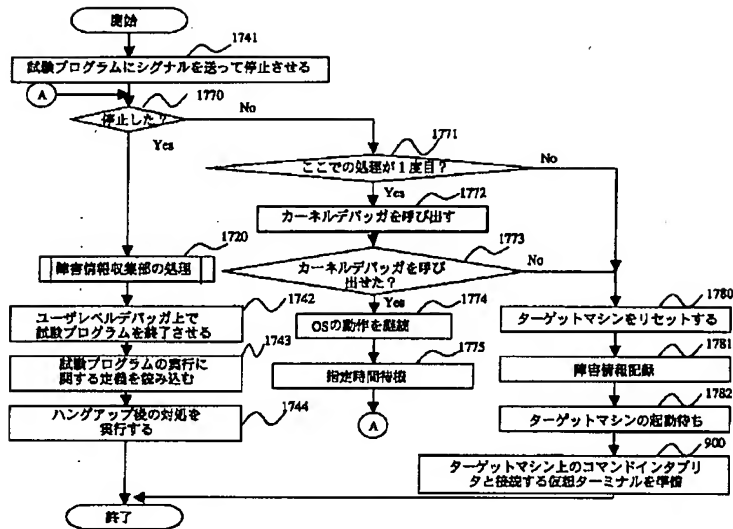 開始
1741
試験プログラムにシグナルを送って停止させる
A
1770
停止した?
No
Yes
1771
ここでの処理が1度目?
No
Yes
1772
カーネルデバッガを呼び出す
1720
障害情報収集部の処理
1773
カーネルデバッガを呼び
出せた?
No
Yes
1742
ユーザレベルデバッガ上で
試験プログラムを終了させる
1774
OSの動作を継続
1780
ターゲットマシンをリセットする
1743
試験プログラムの実行に
関する定義を読み込む
1775
指定時間待機
1781
障害情報記録
1744
ハングアップ後の対処を
実行する
A
1782
ターゲットマシンの起動待ち
900
ターゲットマシン上のコマンドインタプリ
タと接続する仮想ターミナルを準備
終了